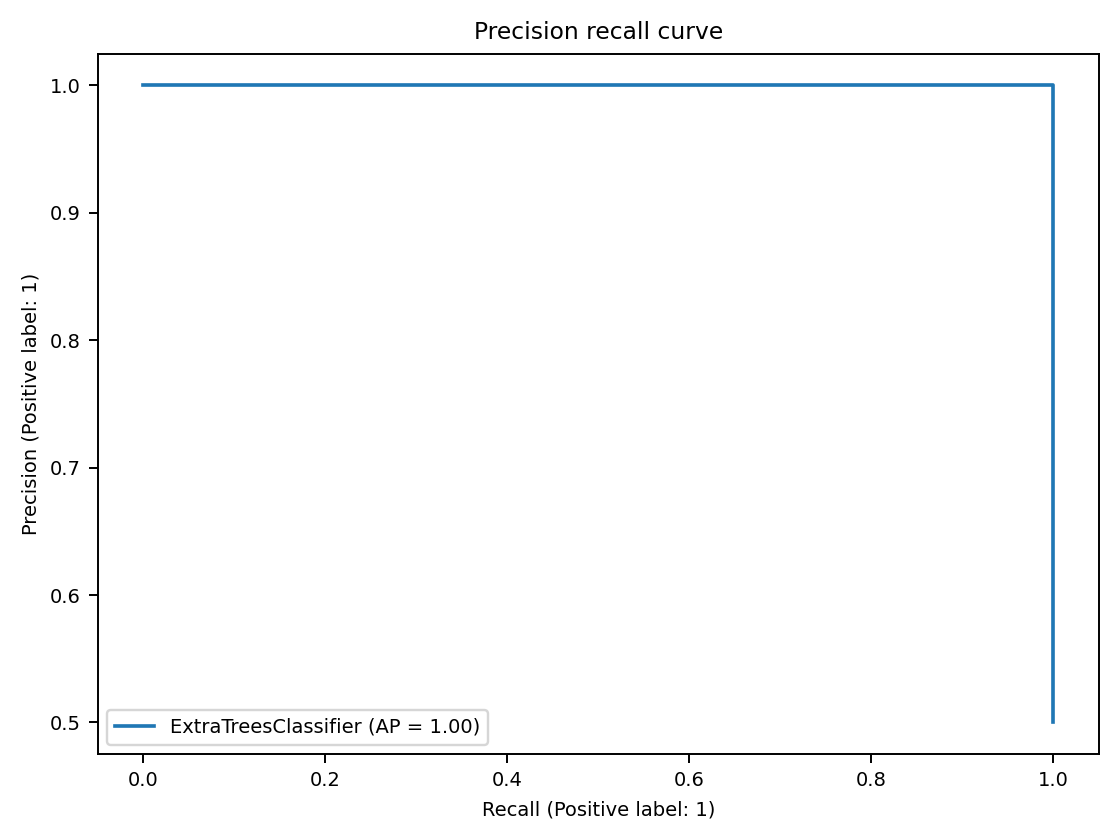 Precision recall curve
1.0
0.9
0.8
0.7
0.6
0.5
Precision (Positive label: 1)
ExtraTreesClassifier (AP = 1.00)
0.0 0.2 0.4 0.6 0.8 1.0
Recall (Positive label: 1)